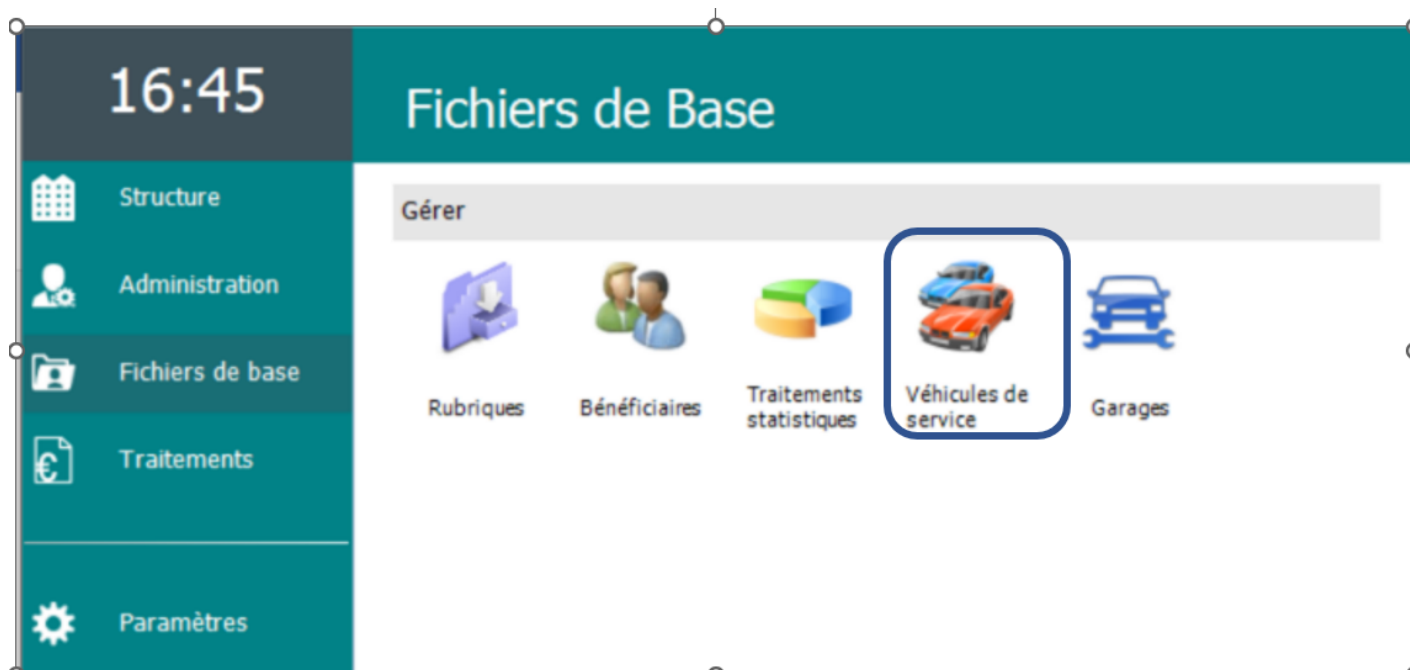 16:45
Fichiers de Base
Structure
Administration
Fichiers de base
Traitements
Paramètres
Gérer
Rubriques
Bénéficiaires
Traitements
statistiques
Véhicules de
service
Garages